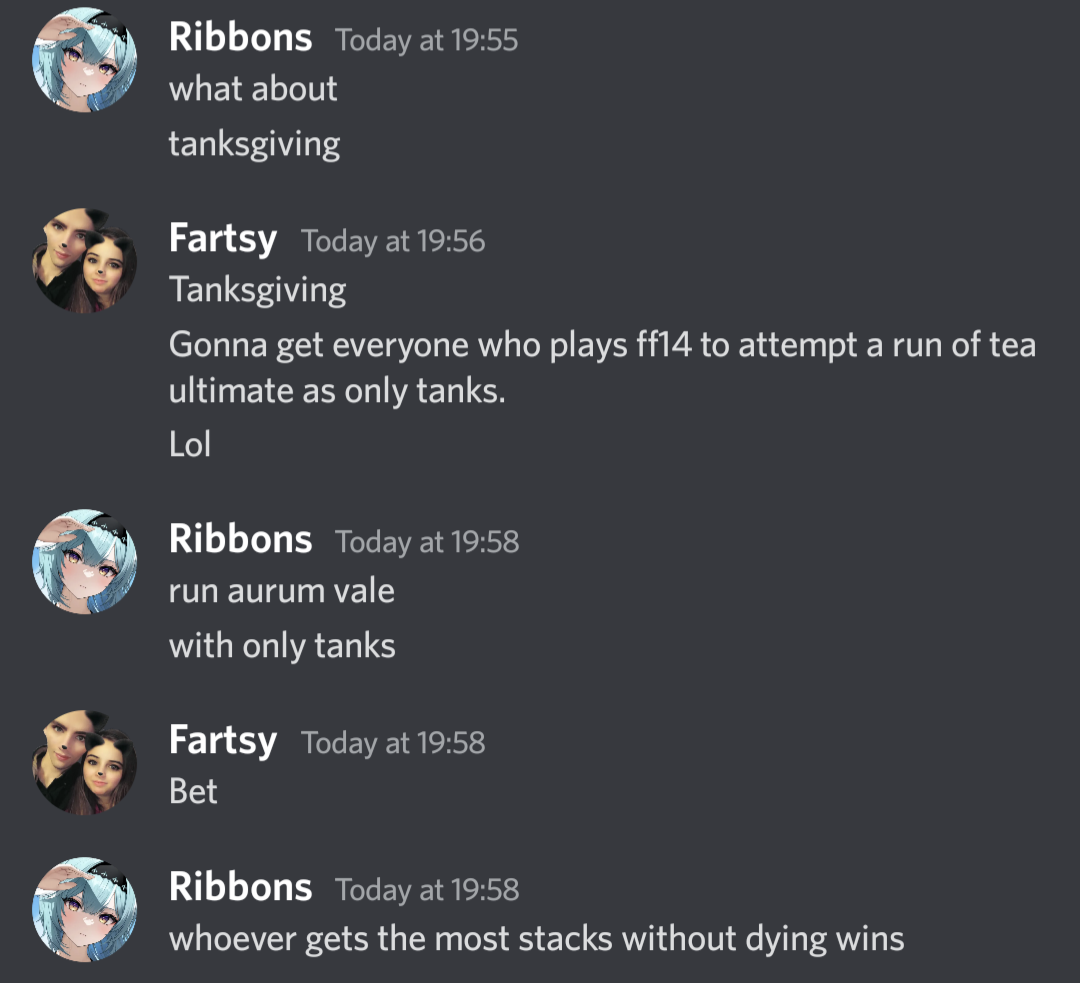 Ribbons Today at 19:55
what about
tanksgiving
Fartsy Today at 19:56
Tanksgiving
Gonna get everyone who plays ff14 to attempt a run of tea
ultimate as only tanks.
Lol
Ribbons Today at 19:58
run aurum vale
with only tanks
Fartsy Today at 19:58
Bet
Ribbons Today at 19:58
whoever gets the most stacks without dying wins